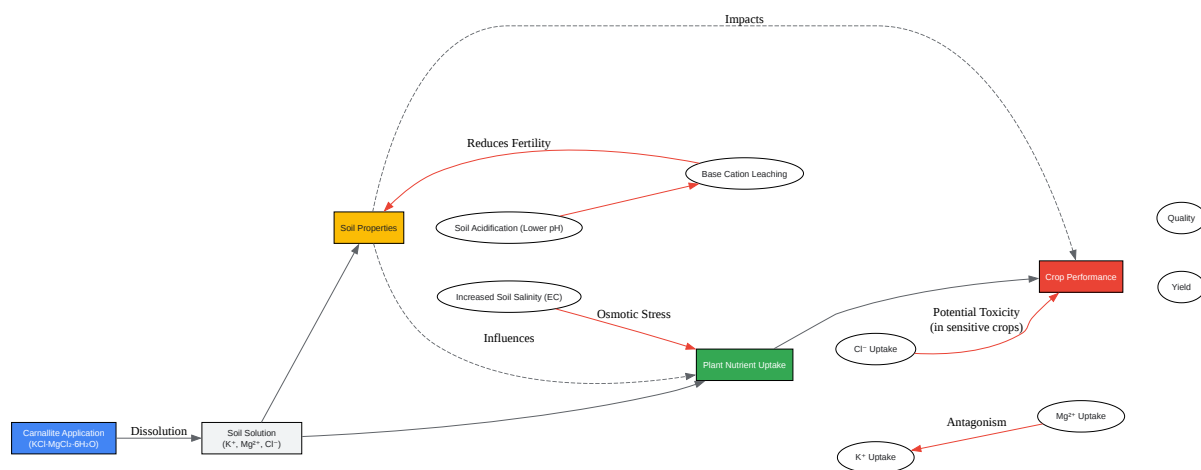 Impacts
Reduces Fertility
Base Cation Leaching
Soil Properties
Soil Acidification (Lower pH)
Quality
Crop Performance
Increased Soil Salinity (EC)
Yield
Osmotic Stress
Potential Toxicity
(in sensitive crops)
Influences
Cl⁻ Uptake
Plant Nutrient Uptake
Mg²⁺ Uptake
Antagonism
Carnallite Application
(KCl·MgCl₂·6H₂O)
Dissolution
Soil Solution
(K⁺, Mg²⁺, Cl⁻)
K⁺ Uptake